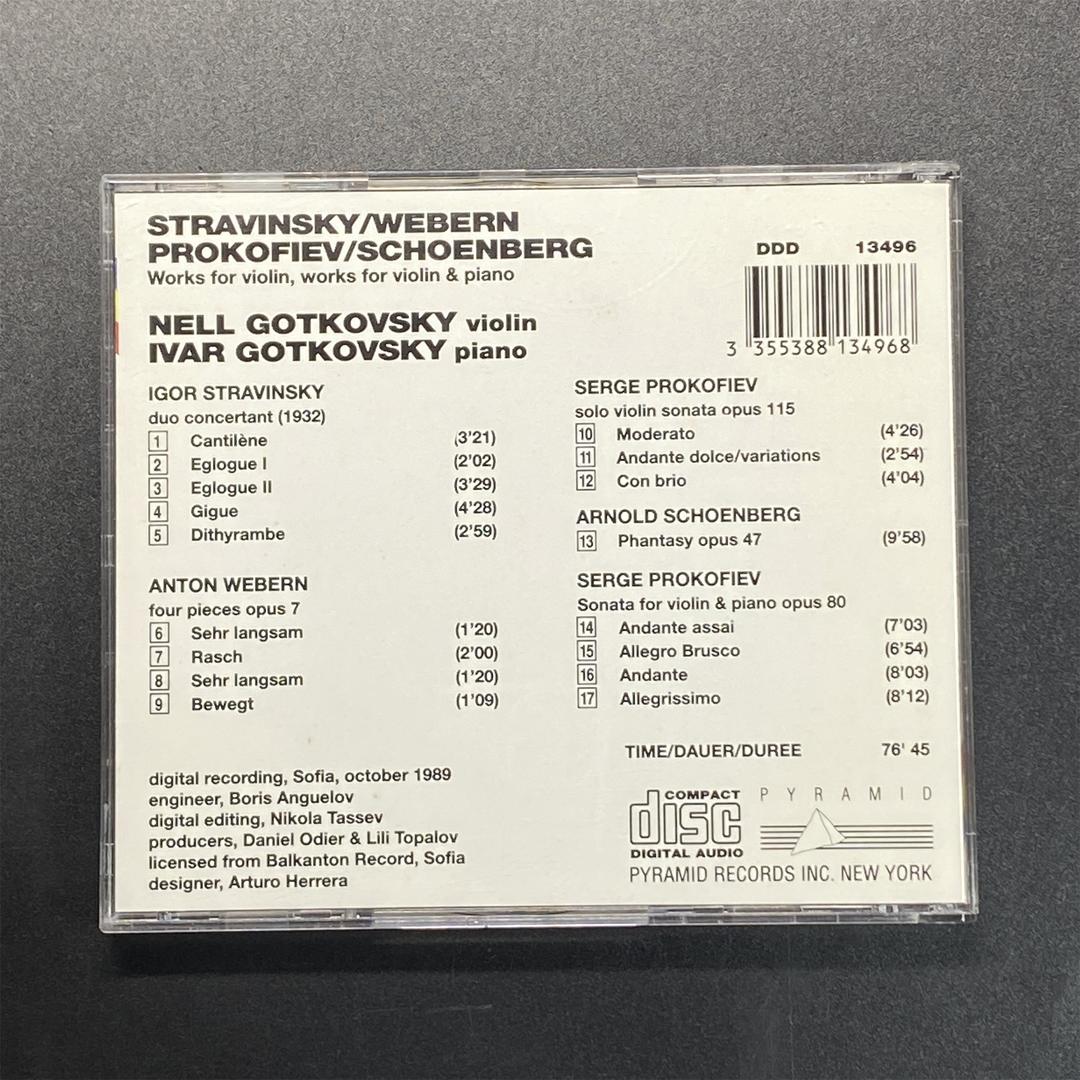 STRAVINSKY/WEBERN
PROKOFIEV/SCHOENBERG
Works for violin, works for violin & piano
NELL GOTKOVSKY violin
IVAR GOTKOVSKY piano
DDD 13496
3 355388 134968
IGOR STRAVINSKY
duo concertant (1932)
1 Cantilène (3'21)
2 Eglogue I (2'02)
3 Eglogue II (3'29)
4 Gigue (4'28)
5 Dithyrambe (2'59)
ANTON WEBERN
four pieces opus 7
6 Sehr langsam (1'20)
7 Rasch (2'00)
8 Sehr langsam (1'20)
9 Bewegt (1'09)
digital recording, Sofia, october 1989
engineer, Boris Anguelov
digital editing, Nikola Tassev
producers, Daniel Odier & Lili Topalov
licensed from Balkanton Record, Sofia
designer, Arturo Herrera
SERGE PROKOFIEV
solo violin sonata opus 115
10 Moderato (4'26)
11 Andante dolce/variations (2'54)
12 Con brio (4'04)
ARNOLD SCHOENBERG
13 Phantasy opus 47 (9'58)
SERGE PROKOFIEV
Sonata for violin & piano opus 80
14 Andante assai (7'03)
15 Allegro Brusco (6'54)
16 Andante (8'03)
17 Allegrissimo (8'12)
TIME/DAUER/DUREE 76' 45
COMPACT
disc
DIGITAL AUDIO
PYRAMID
PYRAMID RECORDS INC. NEW YORK